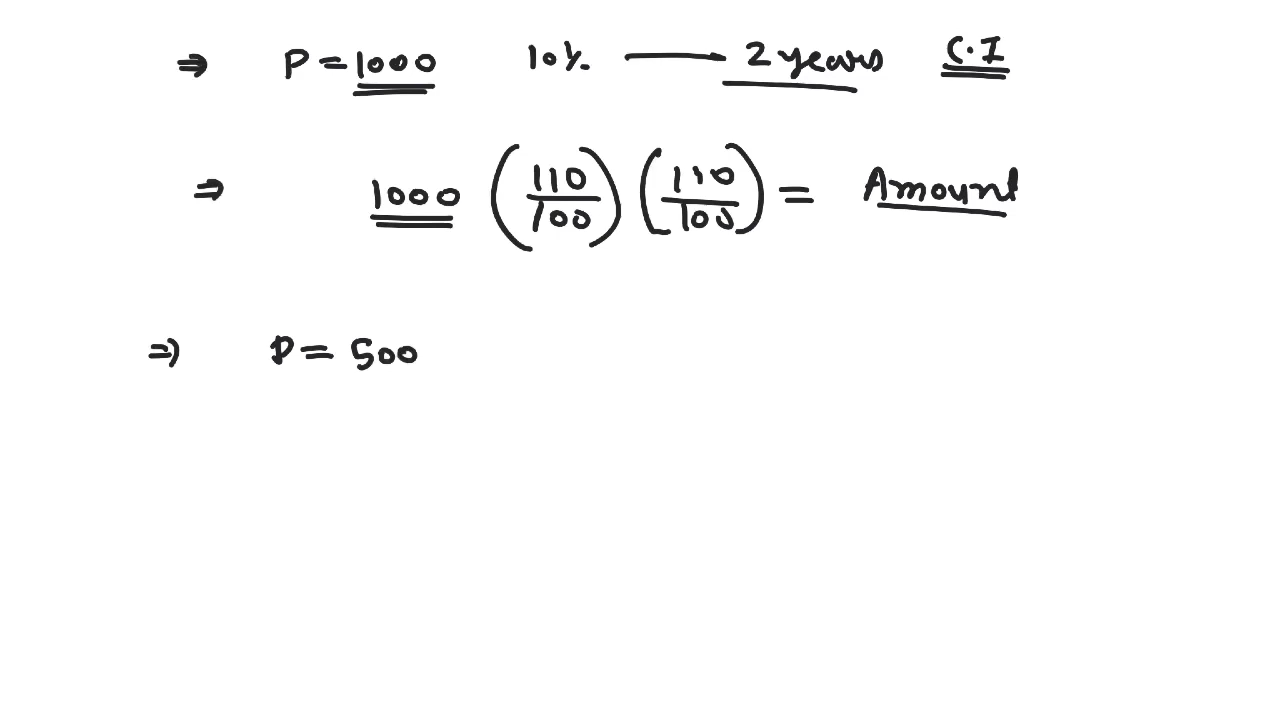 ⇒ P = 1000 10% — 2 years C.I
⇒ 1000 (110/100) (110/100) = Amount
⇒ P = 500